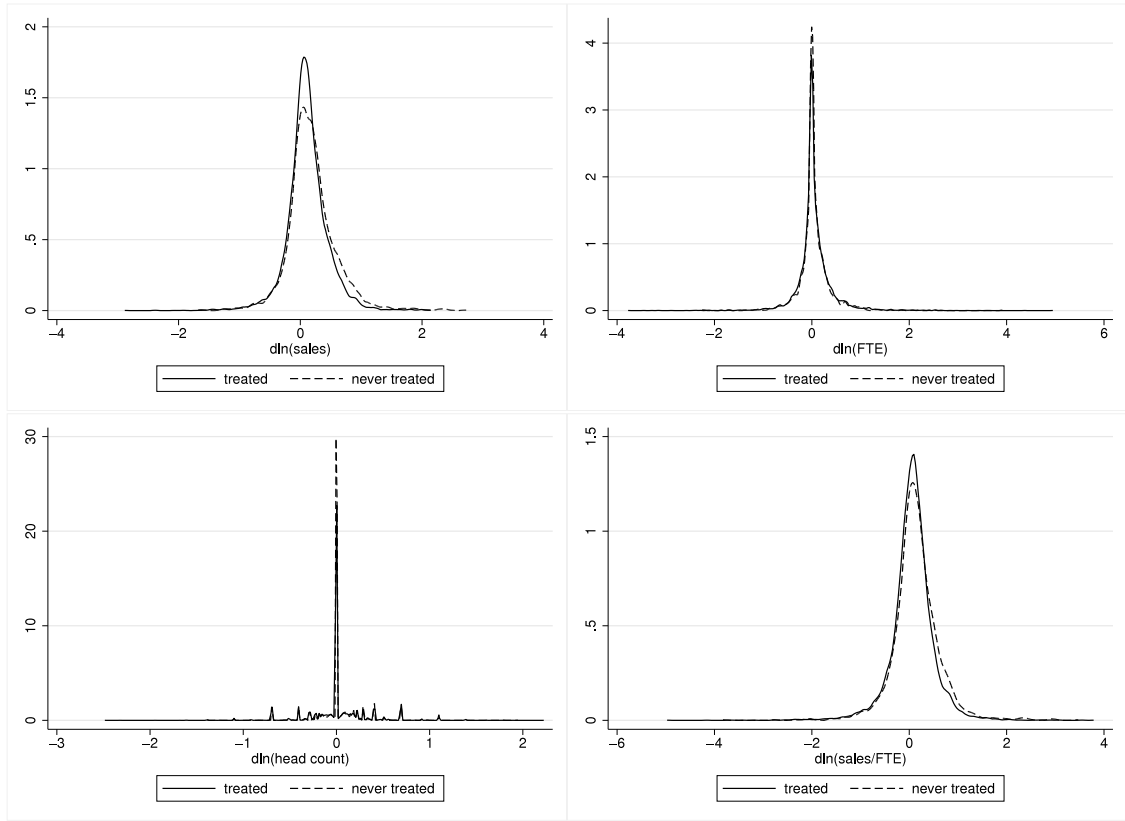 2
1.5
1
.5
0
−4 −2 0 2 4
dln(sales)
treated never treated
4
3
2
1
0
−4 −2 0 2 4 6
dln(FTE)
treated never treated
30
20
10
0
−3 −2 −1 0 1 2
dln(head count)
treated never treated
1.5
1
.5
0
−6 −4 −2 0 2 4
dln(sales/FTE)
treated never treated